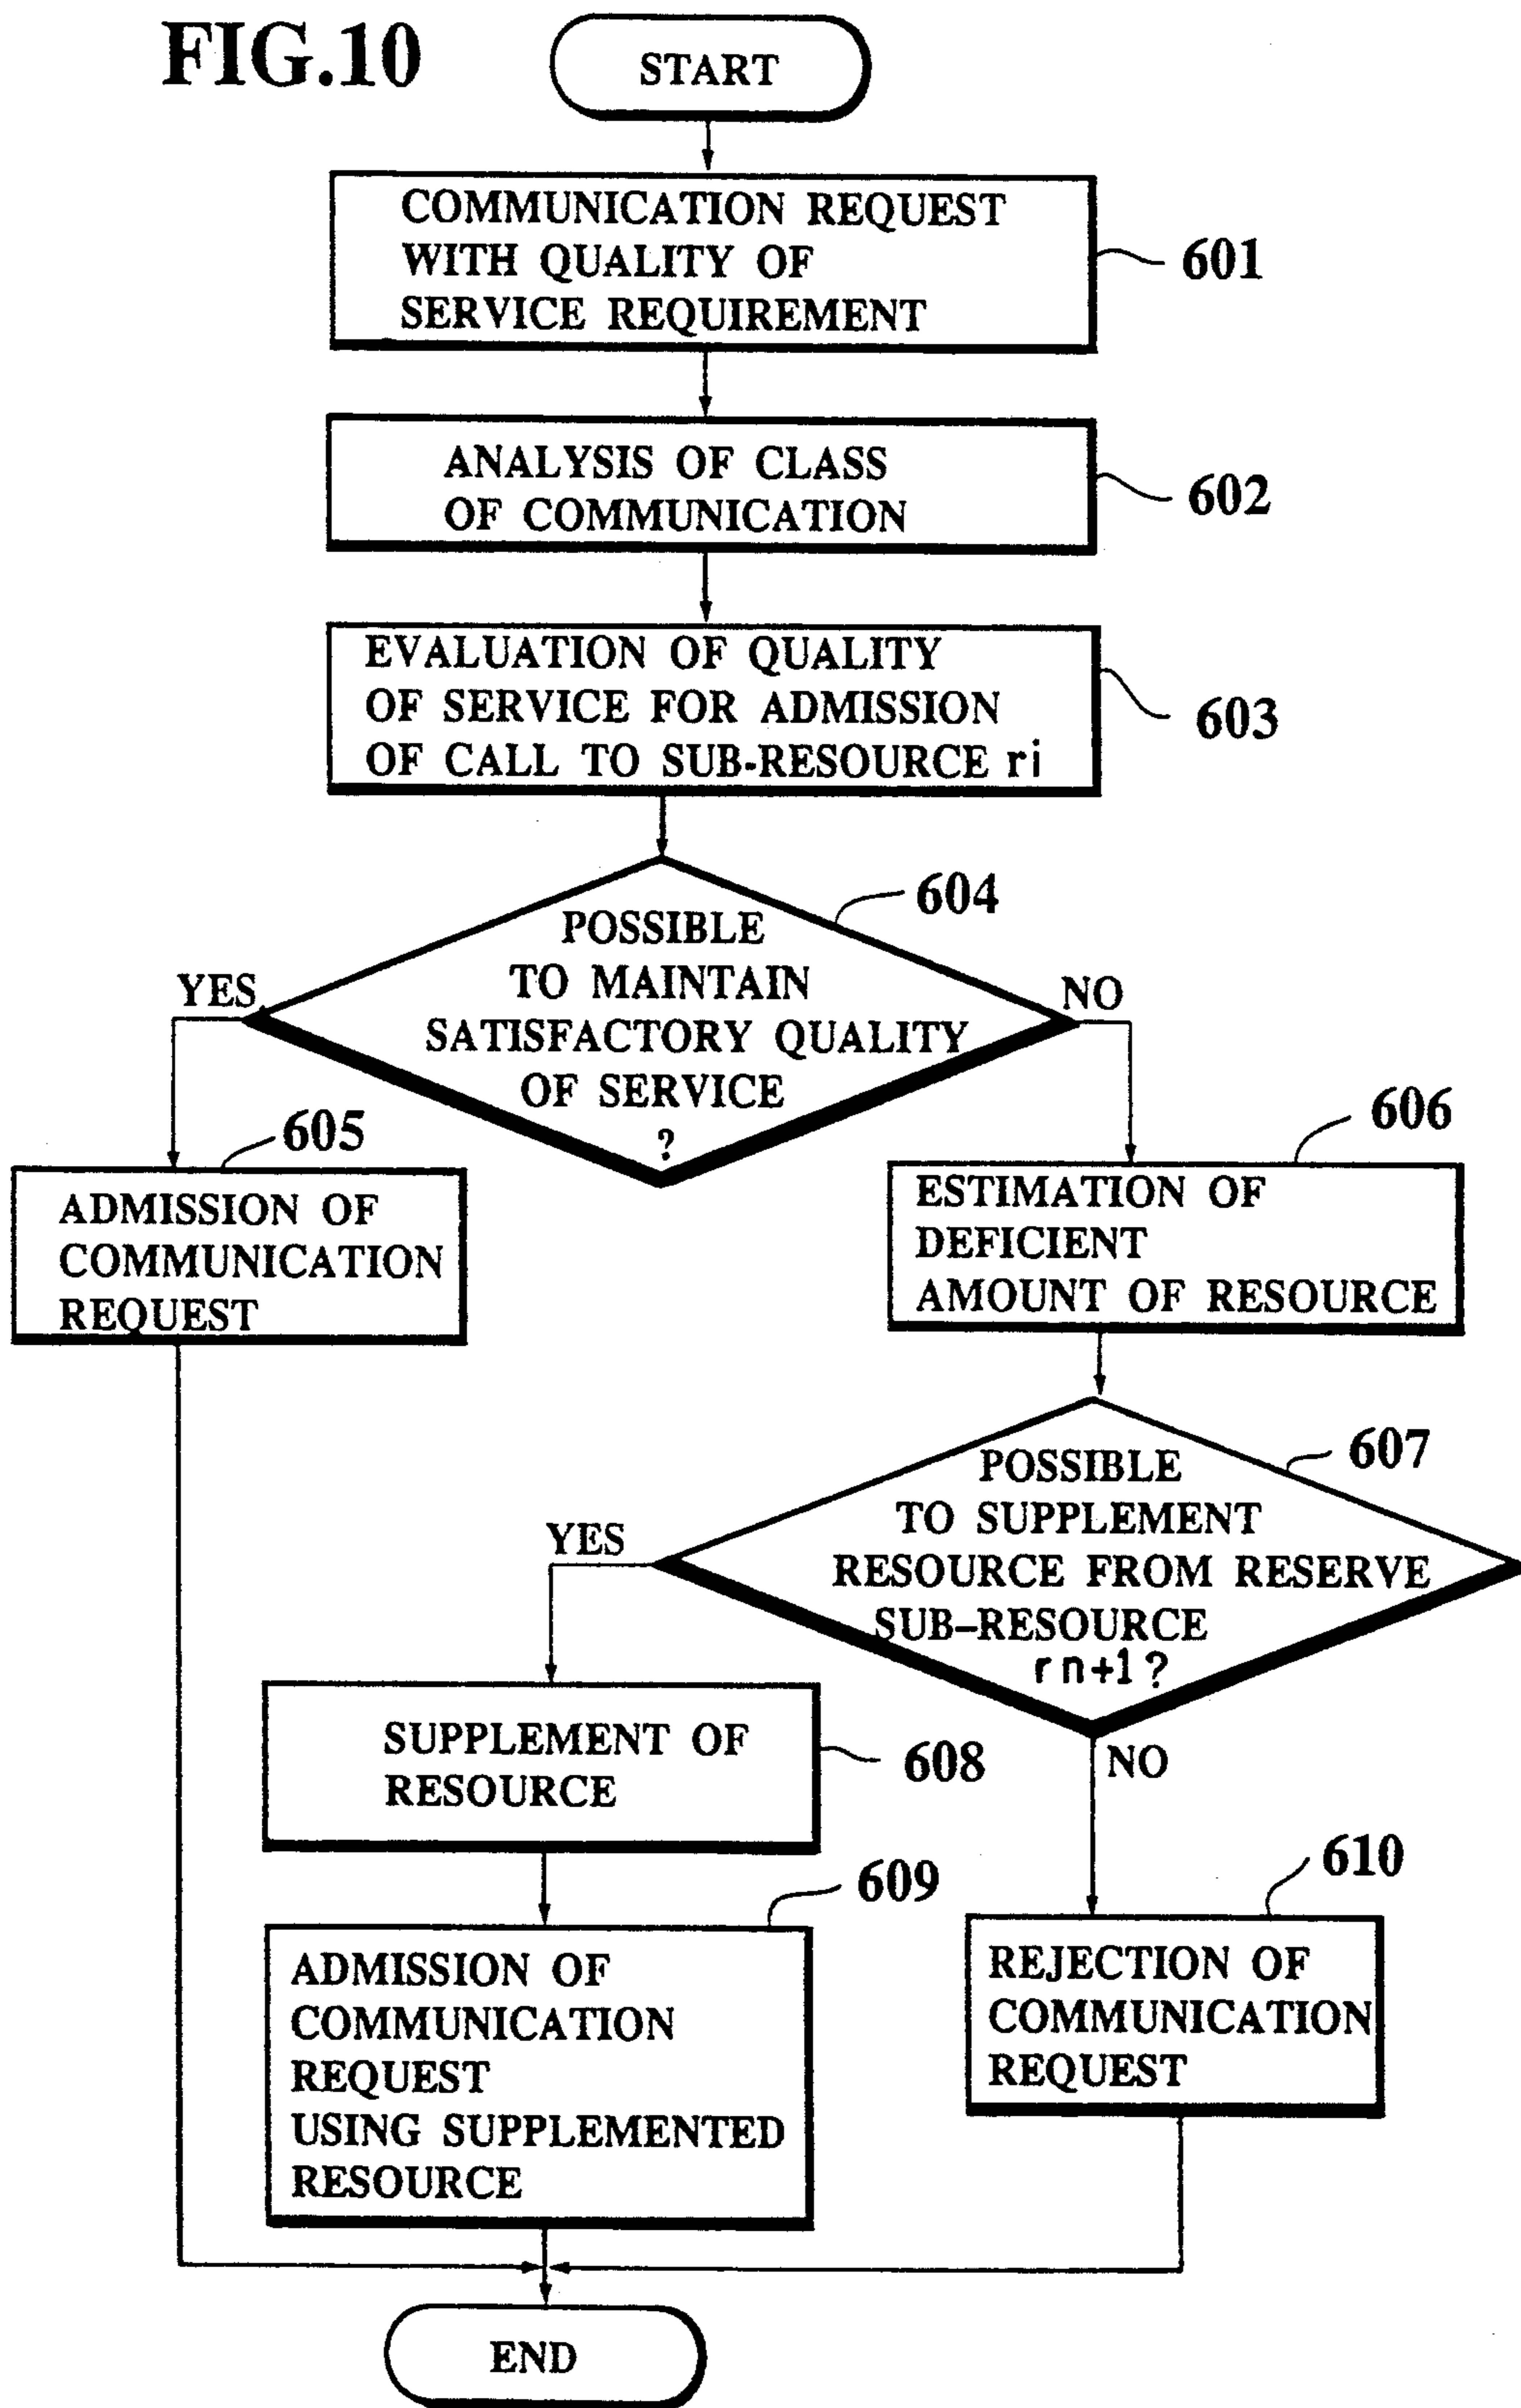 FIG.10
START
COMMUNICATION REQUEST
WITH QUALITY OF
SERVICE REQUIREMENT
601
ANALYSIS OF CLASS
OF COMMUNICATION
602
EVALUATION OF QUALITY
OF SERVICE FOR ADMISSION
OF CALL TO SUB-RESOURCE ri
603
604
POSSIBLE
TO MAINTAIN
SATISFACTORY QUALITY
OF SERVICE
?
YES
NO
605
ADMISSION OF
COMMUNICATION
REQUEST
606
ESTIMATION OF
DEFICIENT
AMOUNT OF RESOURCE
607
POSSIBLE
TO SUPPLEMENT
RESOURCE FROM RESERVE
SUB-RESOURCE
rn+1?
YES
NO
SUPPLEMENT OF
RESOURCE
608
609
ADMISSION OF
COMMUNICATION
REQUEST
USING SUPPLEMENTED
RESOURCE
610
REJECTION OF
COMMUNICATION
REQUEST
END